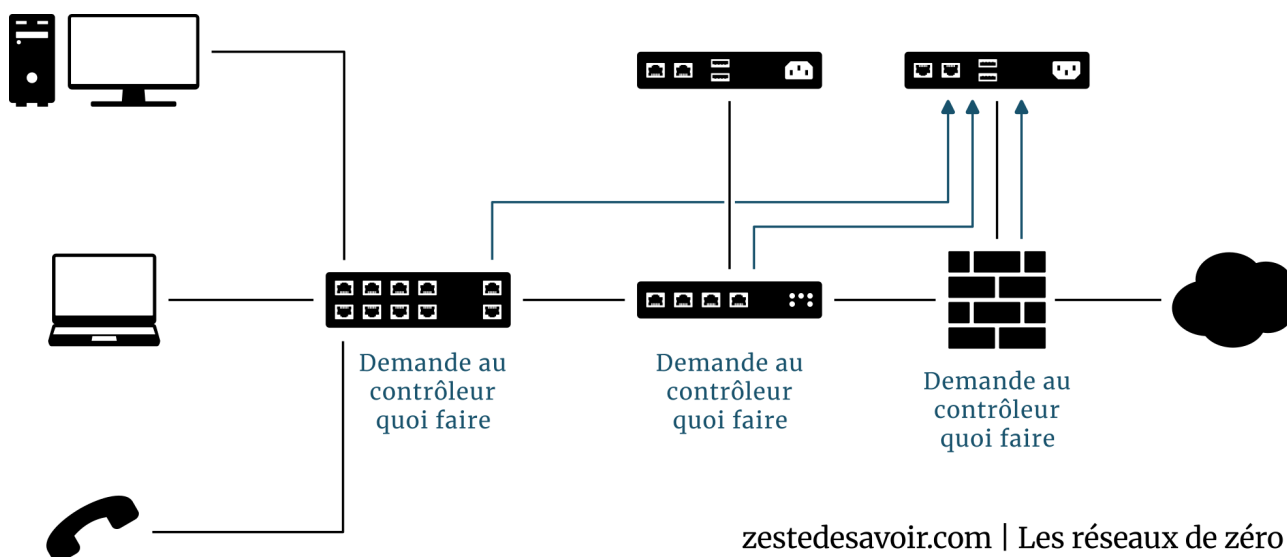 Demande au
contrôleur
quoi faire
Demande au
contrôleur
quoi faire
Demande au
contrôleur
quoi faire
zestedesavoir.com | Les réseaux de zéro